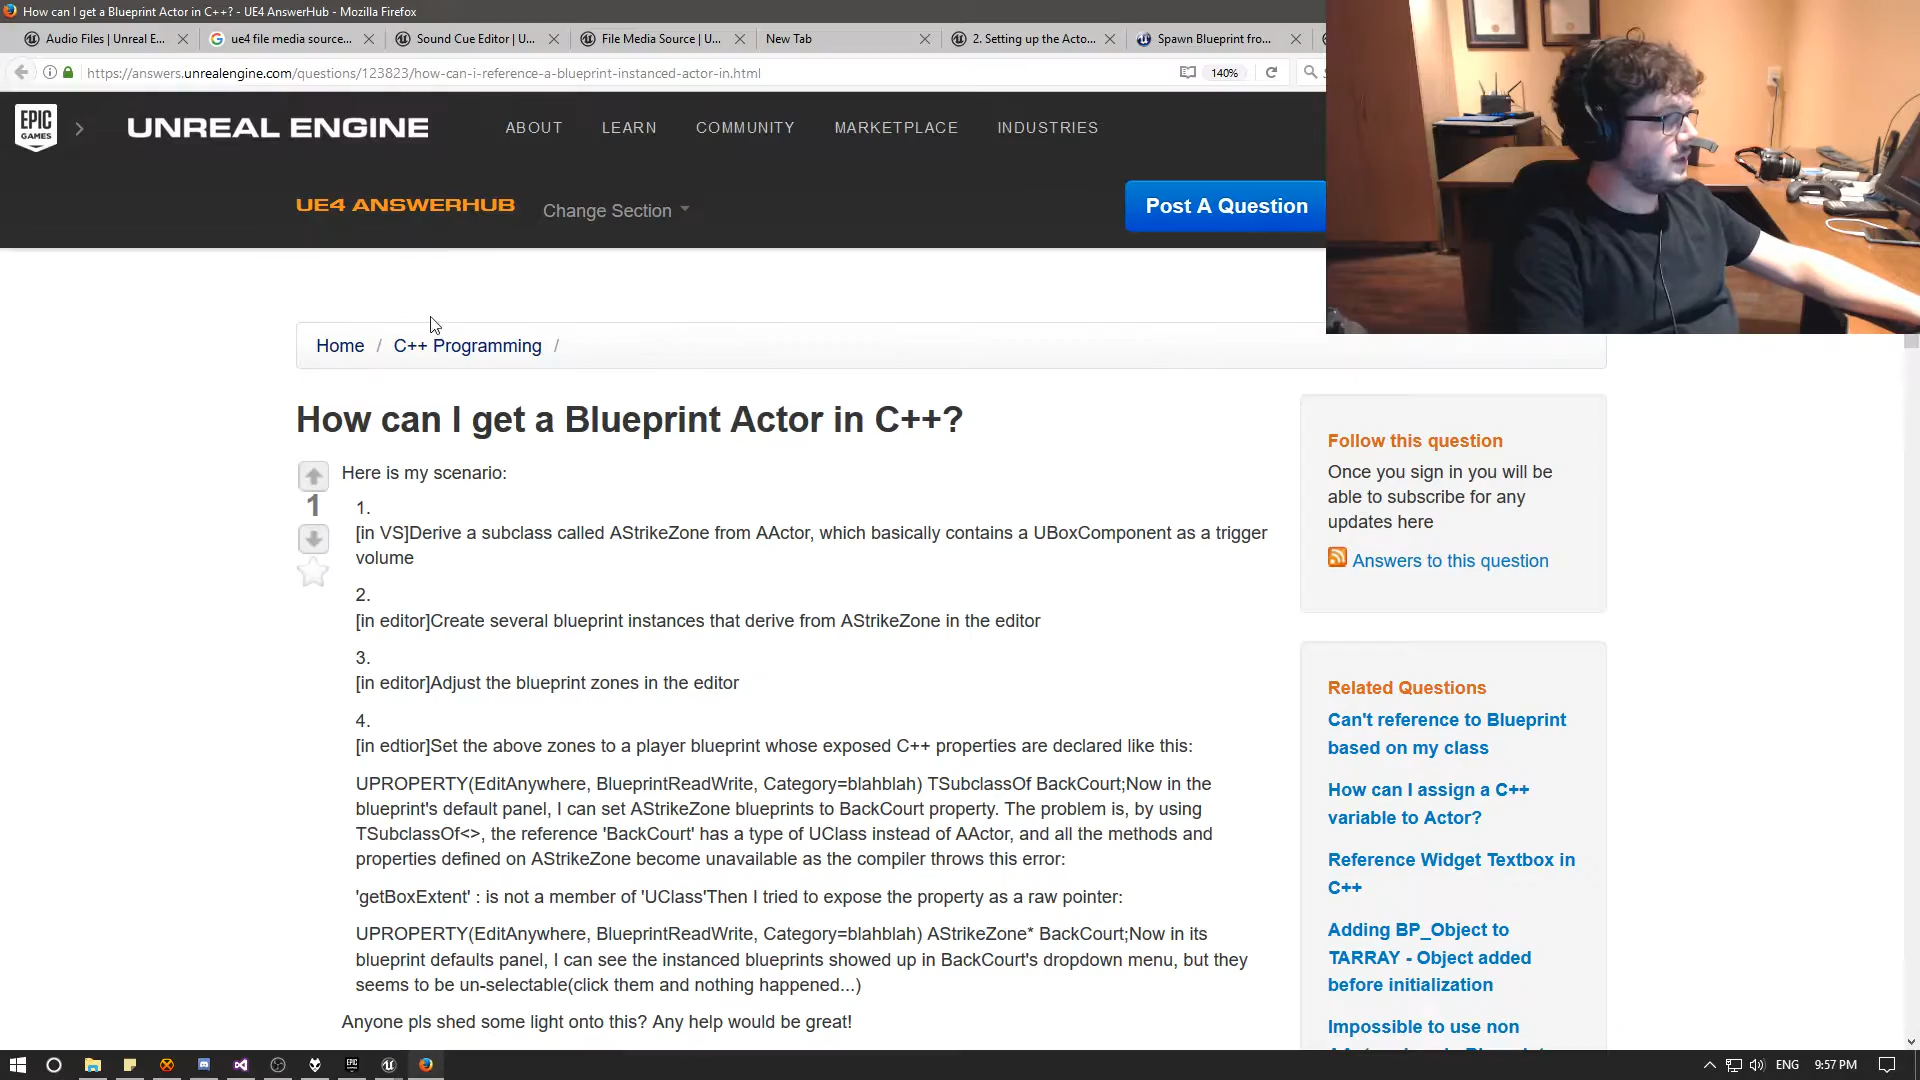 How can I get a Blueprint Actor in C++? - UE4 AnswerHub - Mozilla Firefox
Audio Files | Unreal E...
ue4 file media source...
Sound Cue Editor | U...
File Media Source | U...
New Tab
2. Setting up the Acto...
Spawn Blueprint fro...
https://answers.unrealengine.com/questions/123823/how-can-i-reference-a-blueprint-instanced-actor-in.html
140%
EPIC
GAMES
UNREAL ENGINE
ABOUT
LEARN
COMMUNITY
MARKETPLACE
INDUSTRIES
UE4 ANSWERHUB
Change Section
Post A Question
Home / C++ Programming /
How can I get a Blueprint Actor in C++?
1
Here is my scenario:
1.
[in VS]Derive a subclass called AStrikeZone from AActor, which basically contains a UBoxComponent as a trigger
volume
2.
[in editor]Create several blueprint instances that derive from AStrikeZone in the editor
3.
[in editor]Adjust the blueprint zones in the editor
4.
[in edtior]Set the above zones to a player blueprint whose exposed C++ properties are declared like this:
UPROPERTY(EditAnywhere, BlueprintReadWrite, Category=blahblah) TSubclassOf BackCourt;Now in the
blueprint's default panel, I can set AStrikeZone blueprints to BackCourt property. The problem is, by using
TSubclassOf<>, the reference 'BackCourt' has a type of UClass instead of AActor, and all the methods and
properties defined on AStrikeZone become unavailable as the compiler throws this error:
'getBoxExtent' : is not a member of 'UClass'Then I tried to expose the property as a raw pointer:
UPROPERTY(EditAnywhere, BlueprintReadWrite, Category=blahblah) AStrikeZone* BackCourt;Now in its
blueprint defaults panel, I can see the instanced blueprints showed up in BackCourt's dropdown menu, but they
seems to be un-selectable(click them and nothing happened...)
Anyone pls shed some light onto this? Any help would be great!
Follow this question
Once you sign in you will be
able to subscribe for any
updates here
Answers to this question
Related Questions
Can't reference to Blueprint
based on my class
How can I assign a C++
variable to Actor?
Reference Widget Textbox in
C++
Adding BP_Object to
TARRAY - Object added
before initialization
Impossible to use non
ENG
9:57 PM